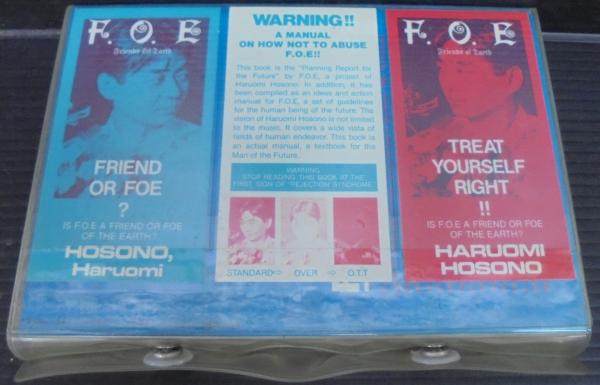 F. O. E
Friends Of Earth
FRIEND
OR FOE
?
IS F.O.E A FRIEND OR FOE
OF THE EARTH?
HOSONO,
Haruomi
WARNING!!
A MANUAL
ON HOW NOT TO ABUSE
F.O.E!!
This book is the "Planning Report for
the Future" by F.O.E, a project of
Haruomi Hosono. In addition, it has
been compiled as an ideas and action
manual for F.O.E, a set of guidelines
for the human being of the future. The
vision of Haruomi Hosono is not limited
to the music. It covers a wide vista of
fields of human endeavor. This book is
an actual manual, a textbook for the
Man of the Future.
WARNING
STOP READING THIS BOOK AT THE
FIRST SIGN OF "REJECTION SYNDROME
STANDARD⇨ OVER ⇨ O.T.T
F. O. E
Friends of Earth
TREAT
YOURSELF
RIGHT
!!
IS F.O.E A FRIEND OR FOE
OF THE EARTH?
HARUOMI
HOSONO